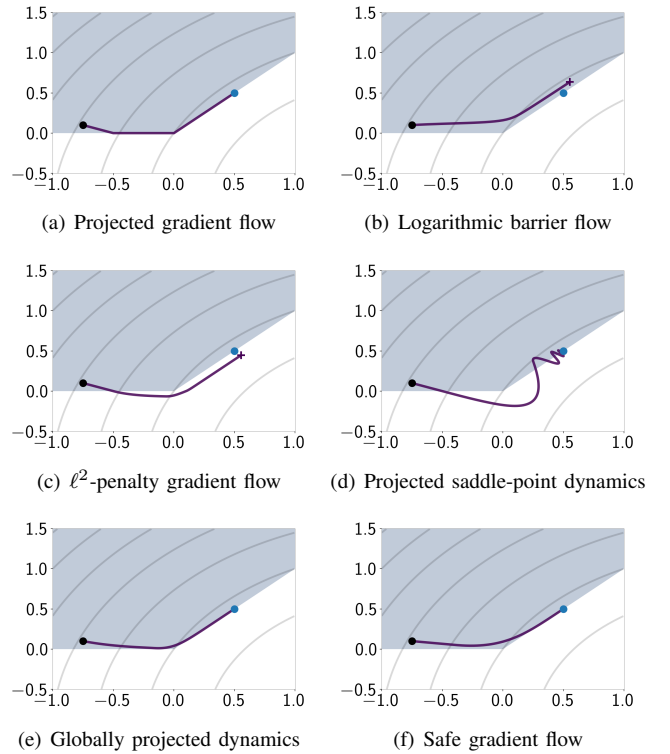 1.5
1.0
0.5
0.0
−0.5
−1.0 −0.5 0.0 0.5 1.0
(a) Projected gradient flow
1.5
1.0
0.5
0.0
−0.5
−1.0 −0.5 0.0 0.5 1.0
(b) Logarithmic barrier flow
1.5
1.0
0.5
0.0
−0.5
−1.0 −0.5 0.0 0.5 1.0
(c) ℓ²-penalty gradient flow
1.5
1.0
0.5
0.0
−0.5
−1.0 −0.5 0.0 0.5 1.0
(d) Projected saddle-point dynamics
1.5
1.0
0.5
0.0
−0.5
−1.0 −0.5 0.0 0.5 1.0
(e) Globally projected dynamics
1.5
1.0
0.5
0.0
−0.5
−1.0 −0.5 0.0 0.5 1.0
(f) Safe gradient flow